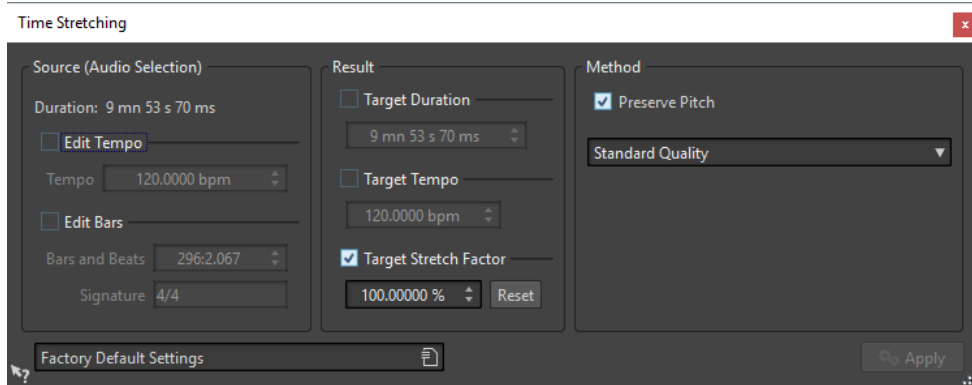 Time Stretching
x
Source (Audio Selection)
Duration: 9 mn 53 s 70 ms
Edit Tempo
Tempo 120.0000 bpm
Edit Bars
Bars and Beats 296:2.067
Signature 4/4
Result
Target Duration
9 mn 53 s 70 ms
Target Tempo
120.0000 bpm
Target Stretch Factor
100.00000 % Reset
Method
Preserve Pitch
Standard Quality
Factory Default Settings
?
Apply